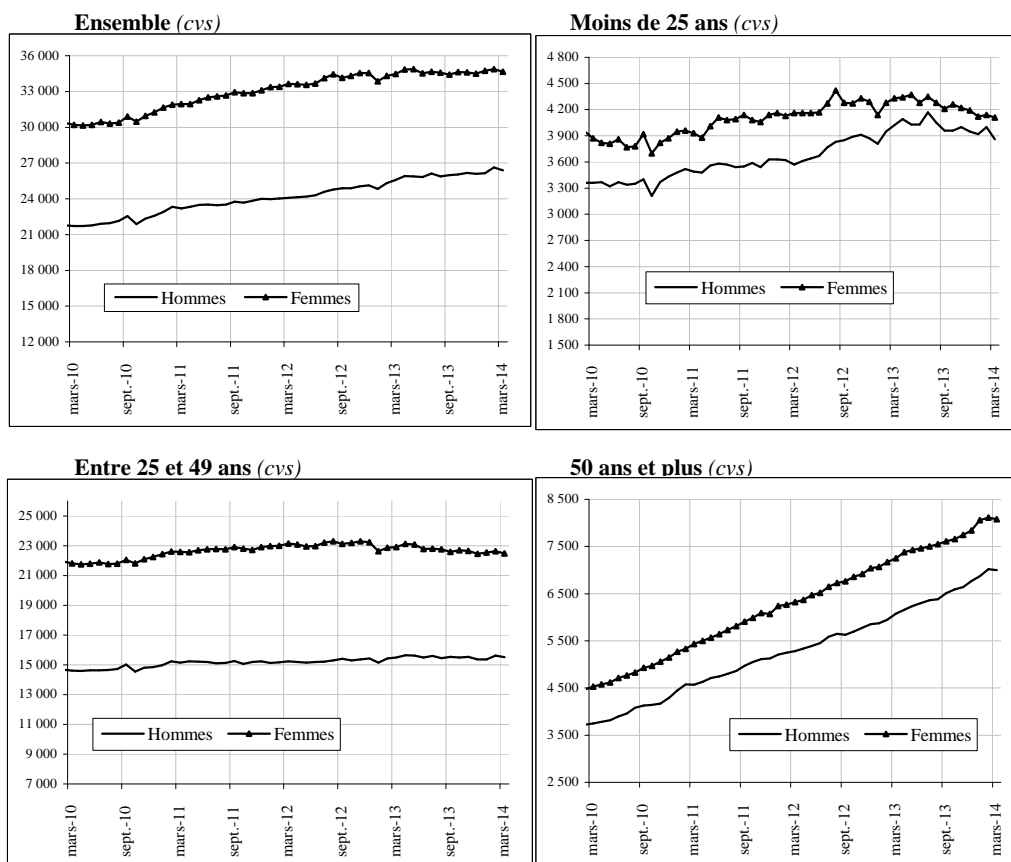 Ensemble (cvs)
36 000
33 000
30 000
27 000
24 000
21 000
18 000
15 000
12 000
Hommes
Femmes
mars-10
sept.-10
mars-11
sept.-11
mars-12
sept.-12
mars-13
sept.-13
mars-14
Moins de 25 ans (cvs)
4 800
4 500
4 200
3 900
3 600
3 300
3 000
2 700
2 400
2 100
1 800
1 500
Hommes
Femmes
mars-10
sept.-10
mars-11
sept.-11
mars-12
sept.-12
mars-13
sept.-13
mars-14
Entre 25 et 49 ans (cvs)
25 000
23 000
21 000
19 000
17 000
15 000
13 000
11 000
9 000
7 000
Hommes
Femmes
mars-10
sept.-10
mars-11
sept.-11
mars-12
sept.-12
mars-13
sept.-13
mars-14
50 ans et plus (cvs)
8 500
7 500
6 500
5 500
4 500
3 500
2 500
Hommes
Femmes
mars-10
sept.-10
mars-11
sept.-11
mars-12
sept.-12
mars-13
sept.-13
mars-14